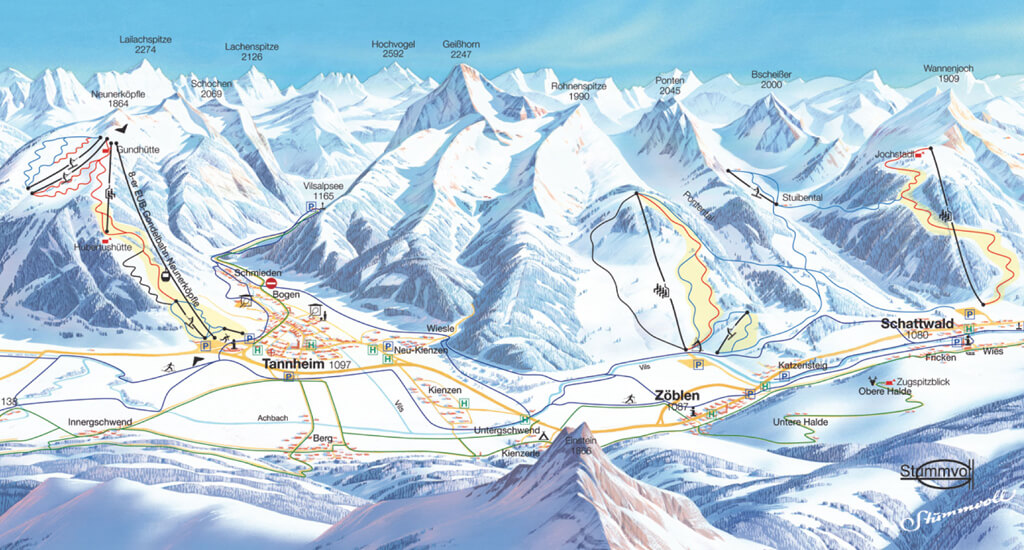 Lailachspitze
2274
Lachenspitze
2126
Hochvogel
2592
Geißhorn
2247
Schochen
2069
Rohnenspitze
1990
Ponten
2045
Bscheißer
2000
Wannenjoch
1909
Neunerköpfle
1864
Gundhütte
8-er EUB, Gondelbahn Neunerköpfle
Hubertushütte
Vilsalpsee
1165
P
Jochstadl
Stuibental
Schmieden
Bogen
Wiesle
Neu-Kienzen
Tannheim 1097
P
P
H
H
H
P
H
P
Kienzen
H
Vils
Achbach
Innergschwend
Berg
Untergschwend
H
Kienzerle
Einstein
1866
Vils
P
Zöblen
1087
H
P
H
P
Katzensteig
Schattwald
1080
P
H
P
H
Fricken
Wies
Zugspitzblick
Obere Halde
Untere Halde
Stummvoll
Stummvoll